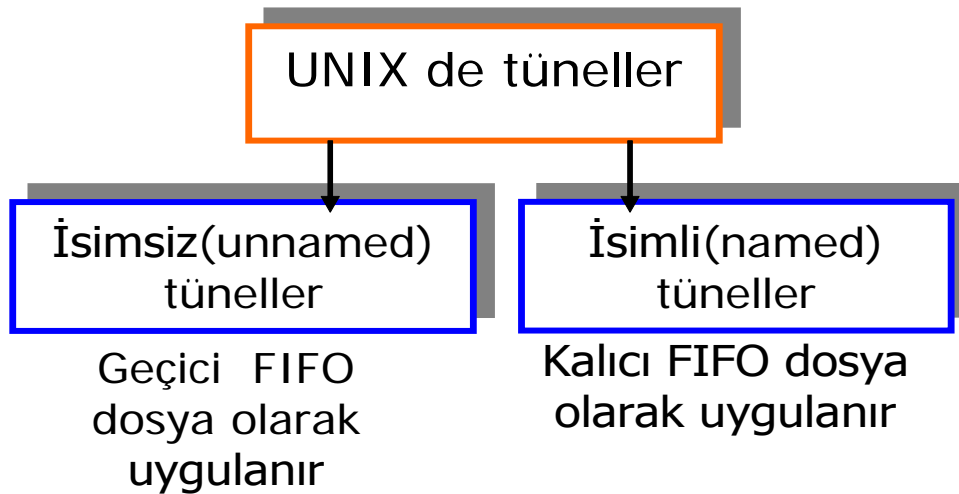 UNIX de tüneller
İsimsiz(unnamed)
tüneller
Geçici FIFO
dosya olarak
uygulanır
İsimli(named)
tüneller
Kalıcı FIFO dosya
olarak uygulanır